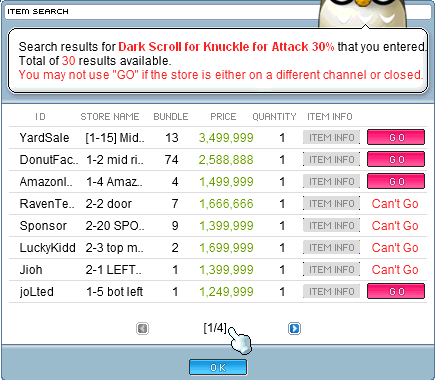 ITEM SEARCH
Search results for Dark Scroll for Knuckle for Attack 30% that you entered.
Total of 30 results available.
You may not use "GO" if the store is either on a different channel or closed.
ID STORE NAME BUNDLE PRICE QUANTITY ITEM INFO
YardSale [1-15] Mid.. 13 3,499,999 1 ITEM INFO GO
DonutFac.. 1-2 mid ri.. 74 2,588,888 1 ITEM INFO GO
AmazonI.. 1-4 Amaz.. 4 1,499,999 1 ITEM INFO GO
RavenTe.. 2-2 door 7 1,666,666 1 ITEM INFO Can't Go
Sponsor 2-20 SPO.. 9 1,399,999 1 ITEM INFO Can't Go
LuckyKidd 2-3 top m.. 2 1,699,999 1 ITEM INFO Can't Go
Jioh 2-1 LEFT.. 1 1,399,999 1 ITEM INFO Can't Go
joLted 1-5 bot left 1 1,249,999 1 ITEM INFO GO
[1/4]
OK